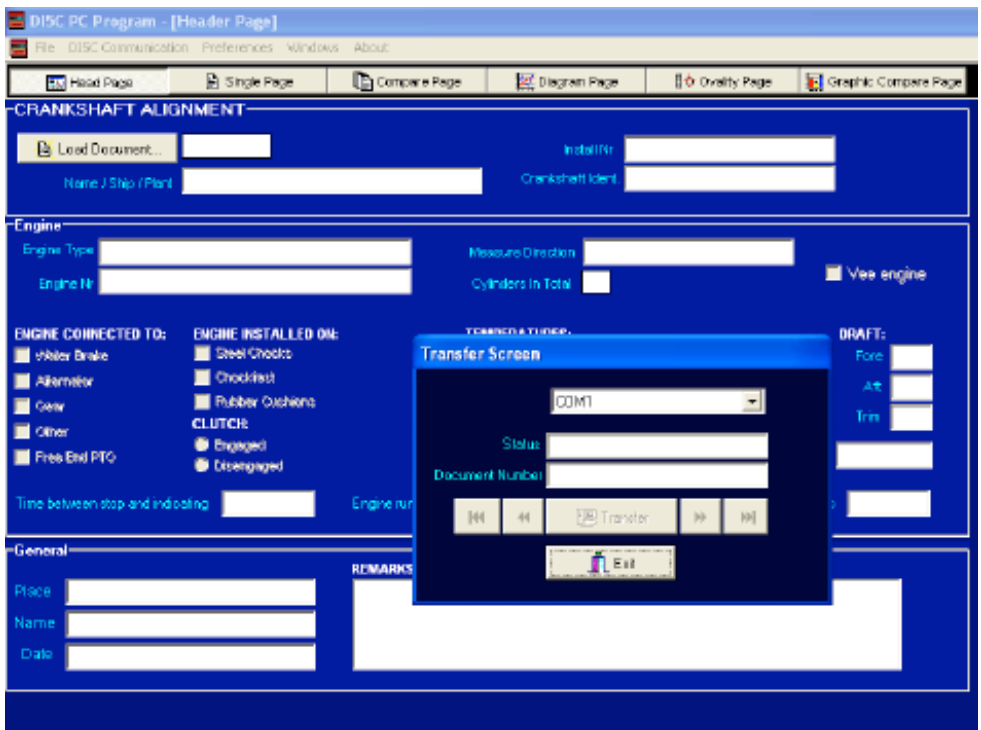 DISC PC Program - [Header Page]
File DISC Communication Preferences Windows About
Head Page Single Page Compare Page Diagram Page Ovality Page Graphic Compare Page
CRANKSHAFT ALIGNMENT
Load Document...
Install Nr
Name / Ship / Plant
Crankshaft Ident.
Engine
Engine Type
Measure Direction
Vee engine
Engine Nr
Cylinders In Total
ENGINE CONNECTED TO:
Water Brake
Alternator
Gear
Other
Free End PTO
ENGINE INSTALLED ON:
Steel Chocks
Chockfast
Rubber Cushions
CLUTCH:
Engaged
Disengaged
TEMPERATURES:
DRAFT:
Fore
Aft
Trim
Time between stop and indicating
Engine run
Transfer Screen
COM1
Status
Document Number
Transfer
Exit
General
Place
Name
Date
REMARKS